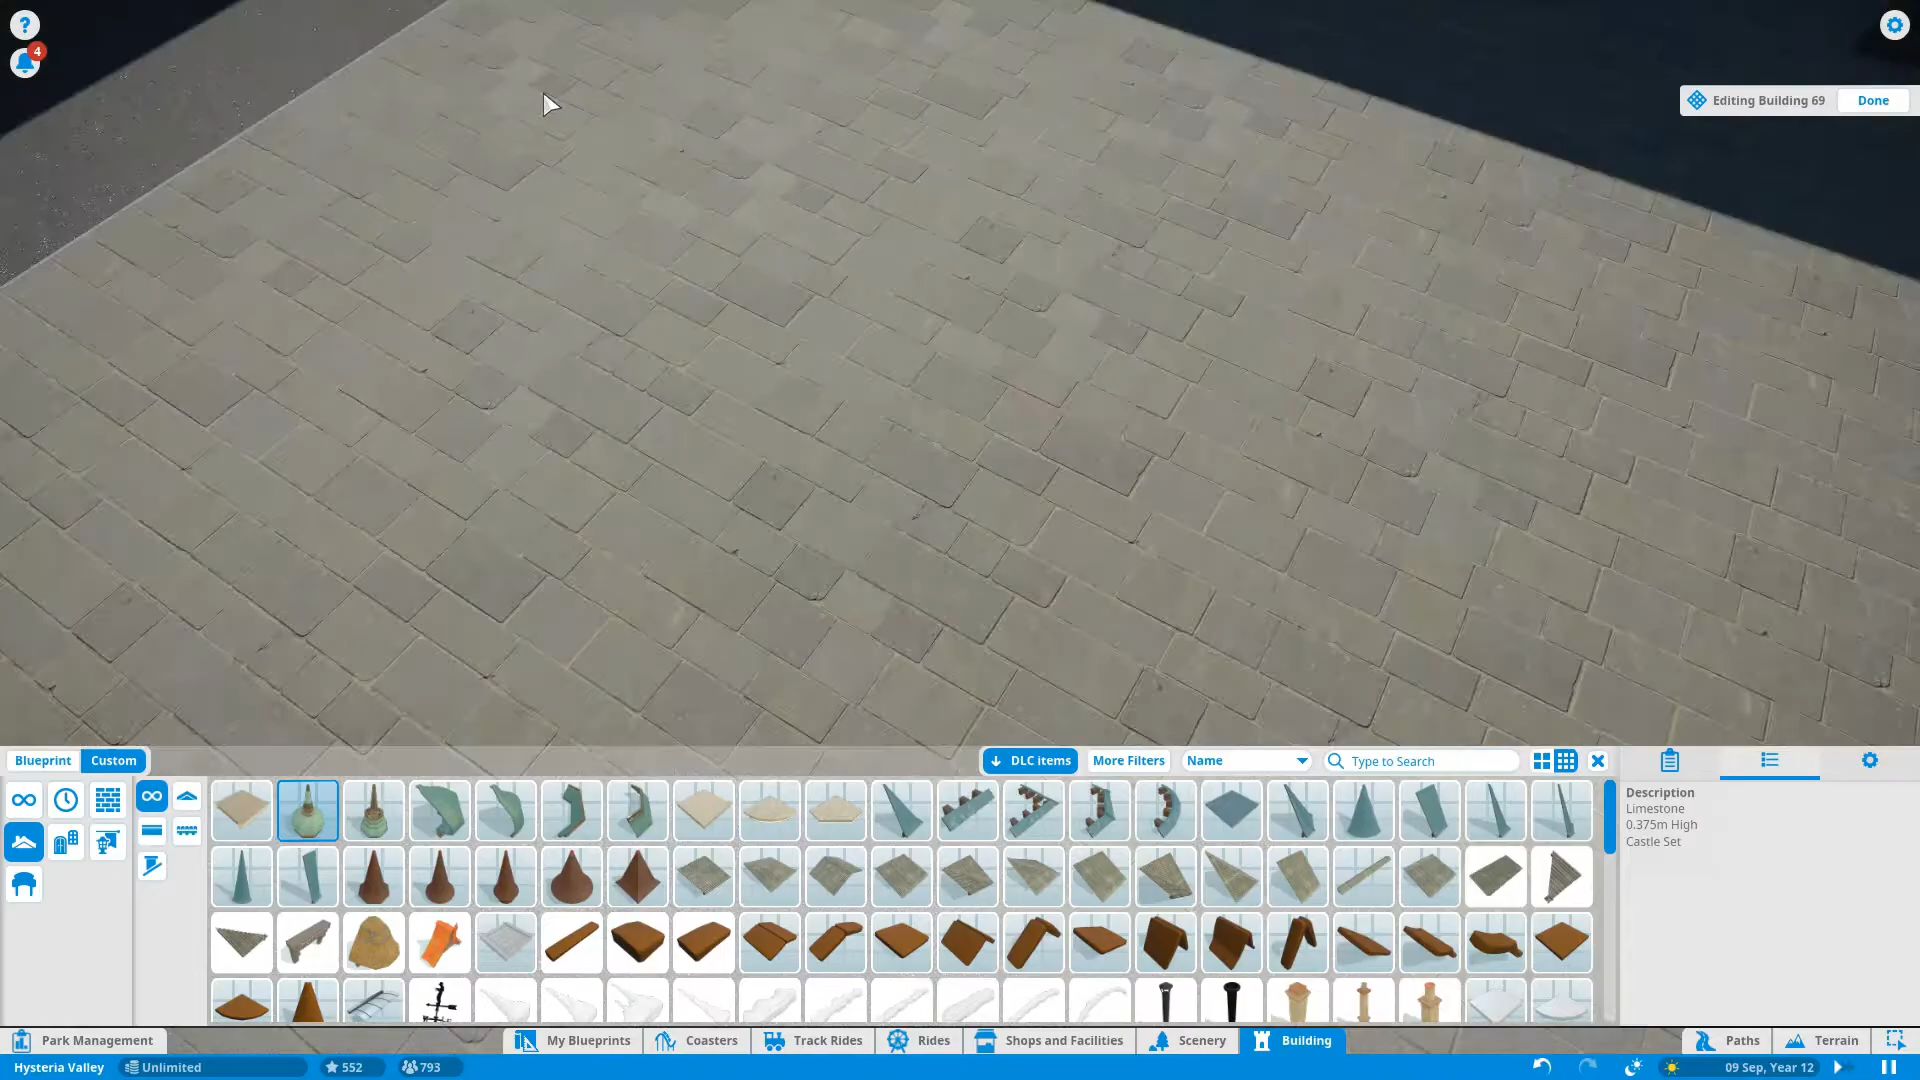 ?
4
Editing Building 69
Done
Blueprint
Custom
DLC items
More Filters
Name
Type to Search
Description
Limestone
0.375m High
Castle Set
Park Management
My Blueprints
Coasters
Track Rides
Rides
Shops and Facilities
Scenery
Building
Paths
Terrain
Hysteria Valley
Unlimited
552
793
09 Sep, Year 12